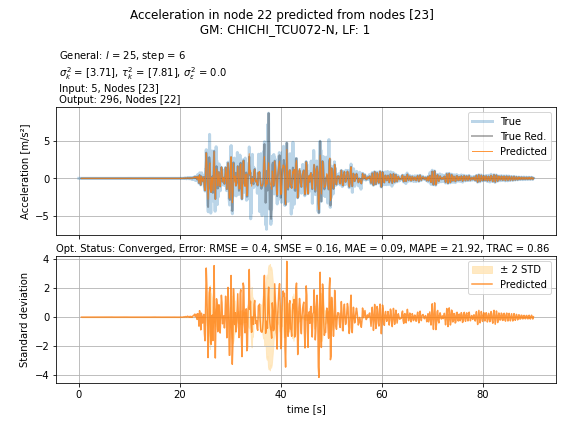 Acceleration in node 22 predicted from nodes [23]
GM: CHICHI_TCU072-N, LF: 1
General: l = 25, step = 6
σ²ₖ = [3.71], τ²ₖ = [7.81], σ²ε = 0.0
Input: 5, Nodes [23]
Output: 296, Nodes [22]
True
True Red.
Predicted
Acceleration [m/s²]
5
0
−5
Opt. Status: Converged, Error: RMSE = 0.4, SMSE = 0.16, MAE = 0.09, MAPE = 21.92, TRAC = 0.86
± 2 STD
Predicted
Standard deviation
4
2
0
−2
−4
0 20 40 60 80
time [s]